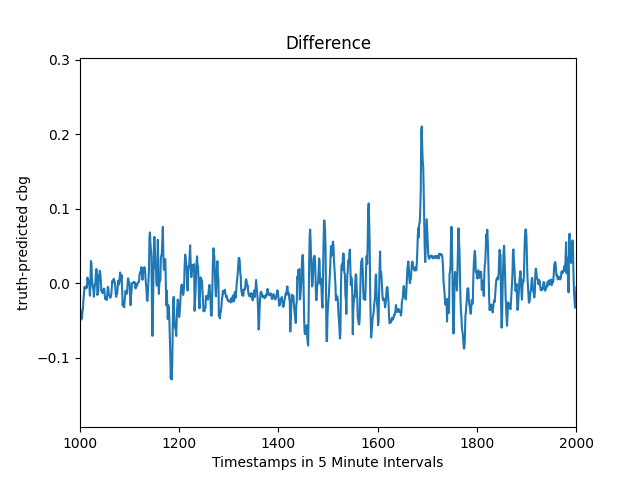 Difference
0.3
0.2
0.1
0.0
−0.1
truth-predicted cbg
1000 1200 1400 1600 1800 2000
Timestamps in 5 Minute Intervals